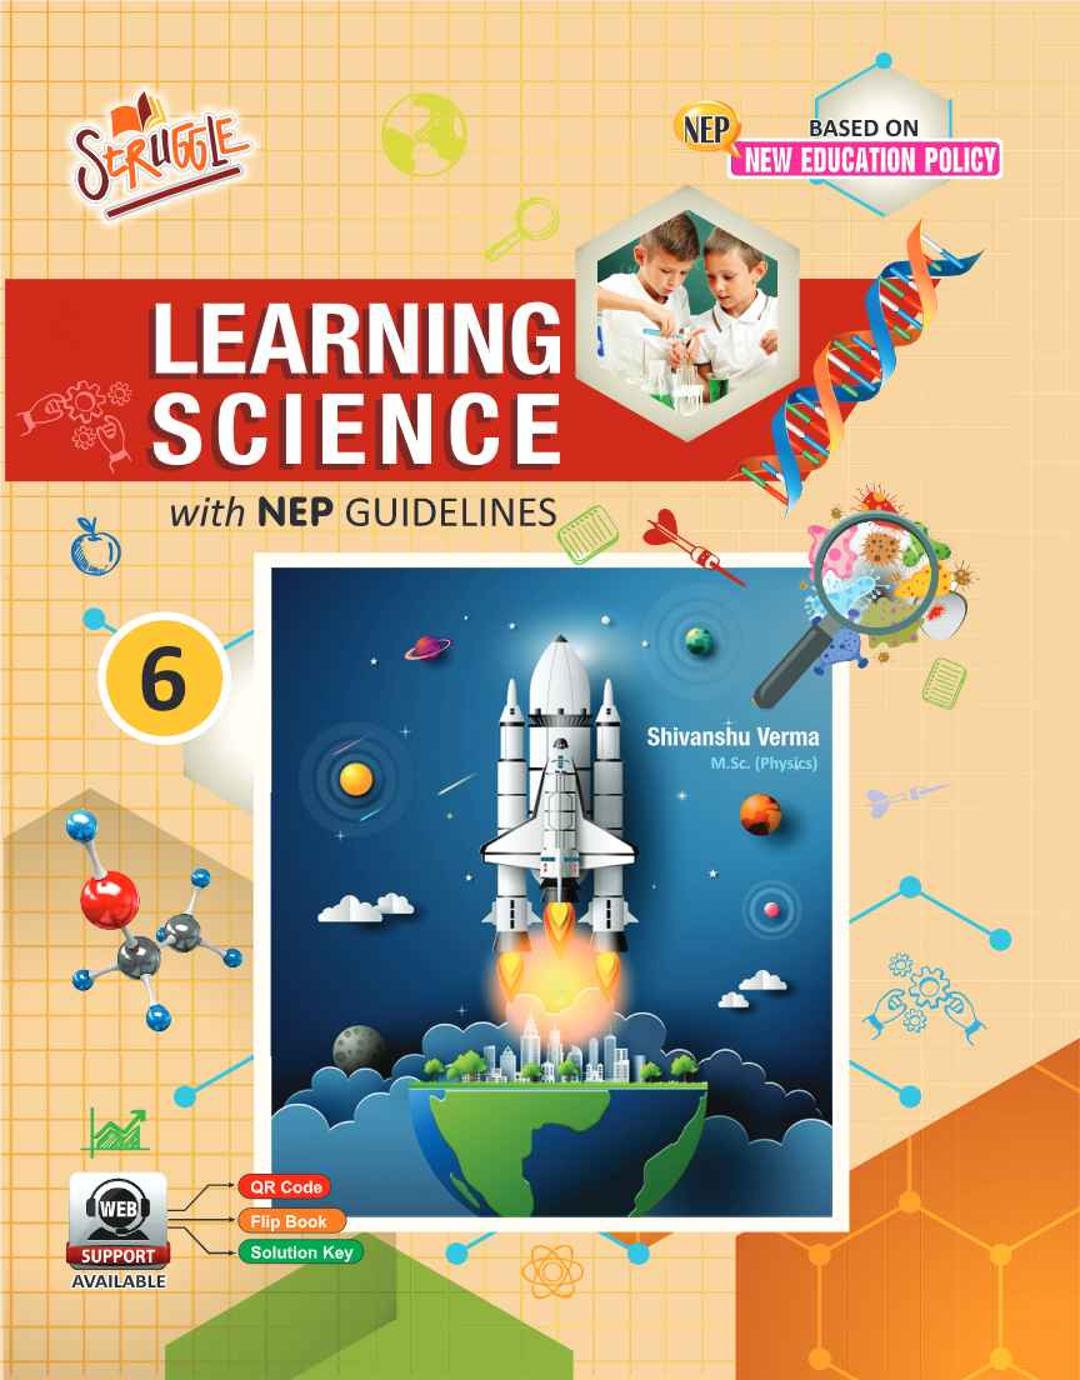 STRUGGLE
NEP
BASED ON
NEW EDUCATION POLICY
LEARNING
SCIENCE
with NEP GUIDELINES
6
Shivanshu Verma
M.Sc. (Physics)
WEB
SUPPORT
AVAILABLE
QR Code
Flip Book
Solution Key